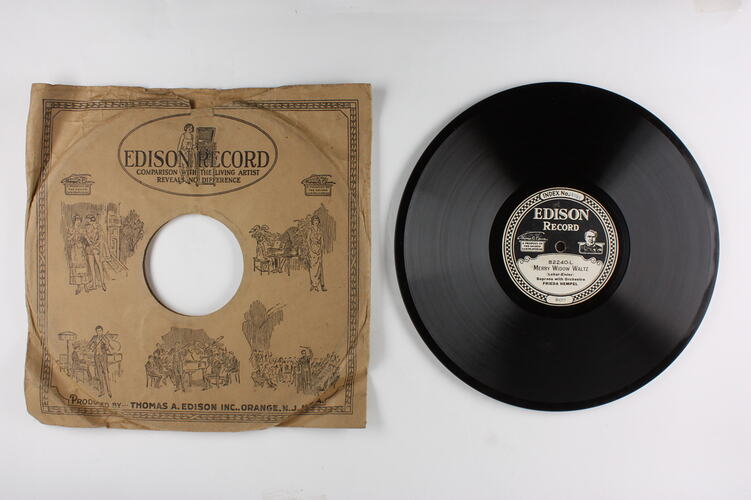 EDISON RECORD
COMPARISON WITH THE LIVING ARTIST
REVEALS NO DIFFERENCE
PRODUCED BY- THOMAS A. EDISON INC., ORANGE, N.J.
INDEX No.
EDISON
RECORD
82240-L
MERRY WIDOW WALTZ
(Lehar-Eisler)
Soprano with Orchestra
FRIEDA HEMPEL